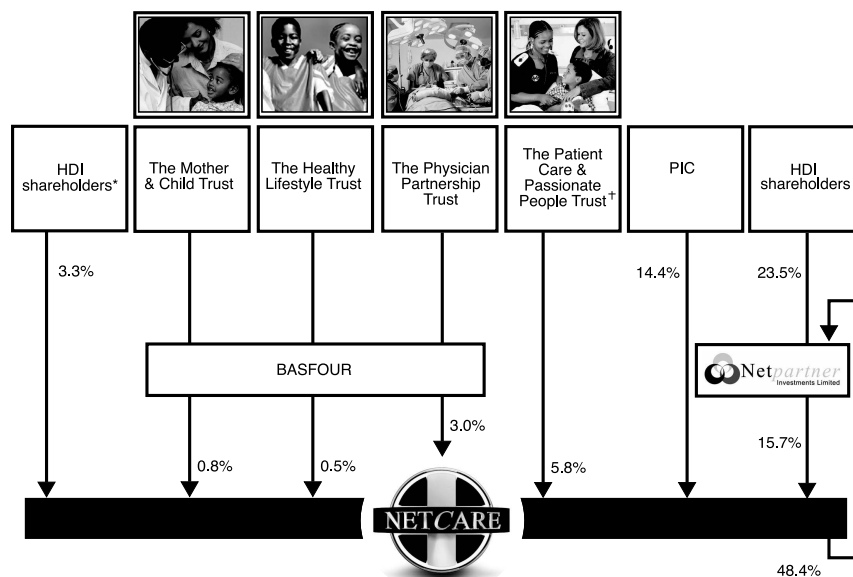 HDI
shareholders*
The Mother
& Child Trust
The Healthy
Lifestyle Trust
The Physician
Partnership
Trust
The Patient
Care &
Passionate
People Trust†
PIC
HDI
shareholders
3.3%
14.4%
23.5%
BASFOUR
Netpartner
Investments Limited
3.0%
0.8%
0.5%
5.8%
15.7%
NETCARE
48.4%